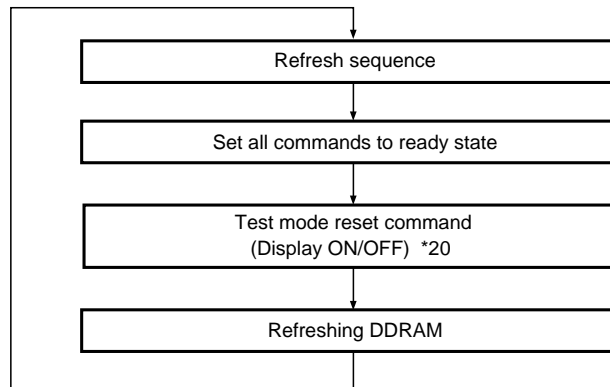 Refresh sequence
Set all commands to ready state
Test mode reset command
(Display ON/OFF) *20
Refreshing DDRAM